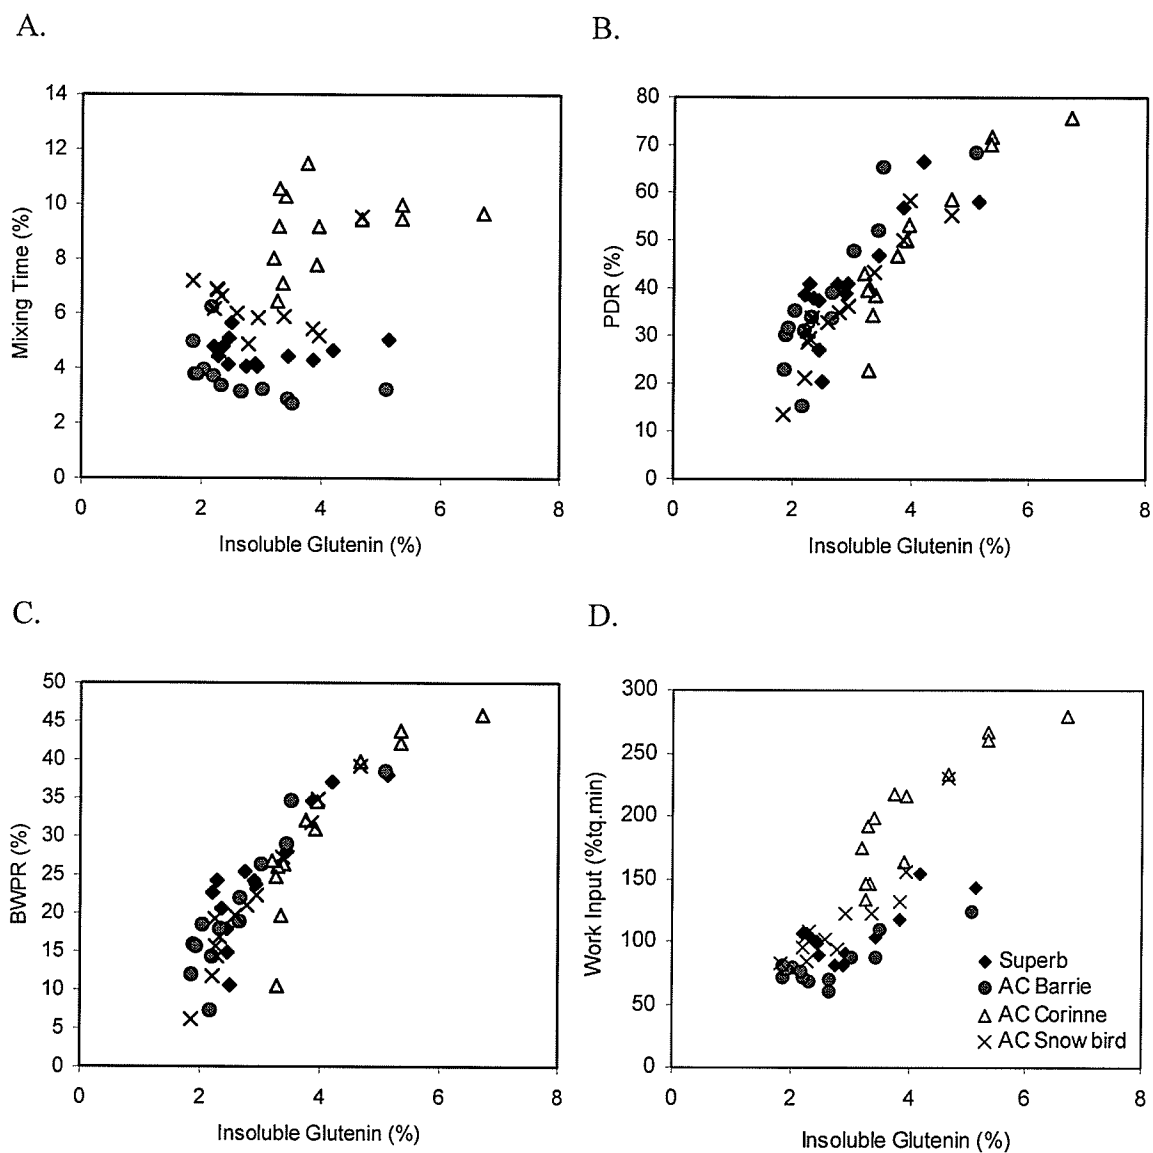 A.
B.
14
12
10
8
6
4
2
0
Mixing Time (%)
0 2 4 6 8
Insoluble Glutenin (%)
80
70
60
50
40
30
20
10
0
PDR (%)
0 2 4 6 8
Insoluble Glutenin (%)
C.
D.
50
45
40
35
30
25
20
15
10
5
0
BWPR (%)
0 2 4 6 8
Insoluble Glutenin (%)
300
250
200
150
100
50
0
Work Input (%tq.min)
Superb
AC Barrie
AC Corinne
AC Snow bird
0 2 4 6 8
Insoluble Glutenin (%)